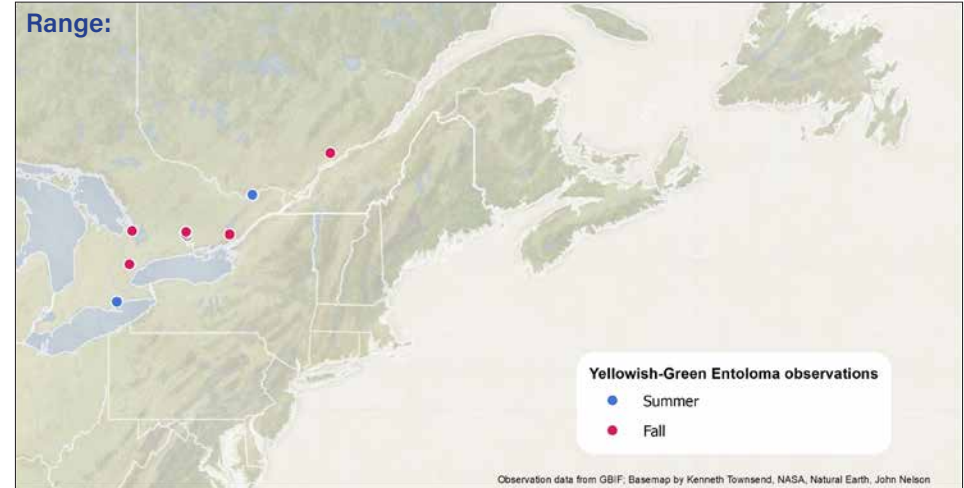 Range:
Yellowish-Green Entoloma observations
Summer
Fall
Observation data from GBIF; Basemap by Kenneth Townsend, NASA, Natural Earth, John Nelson